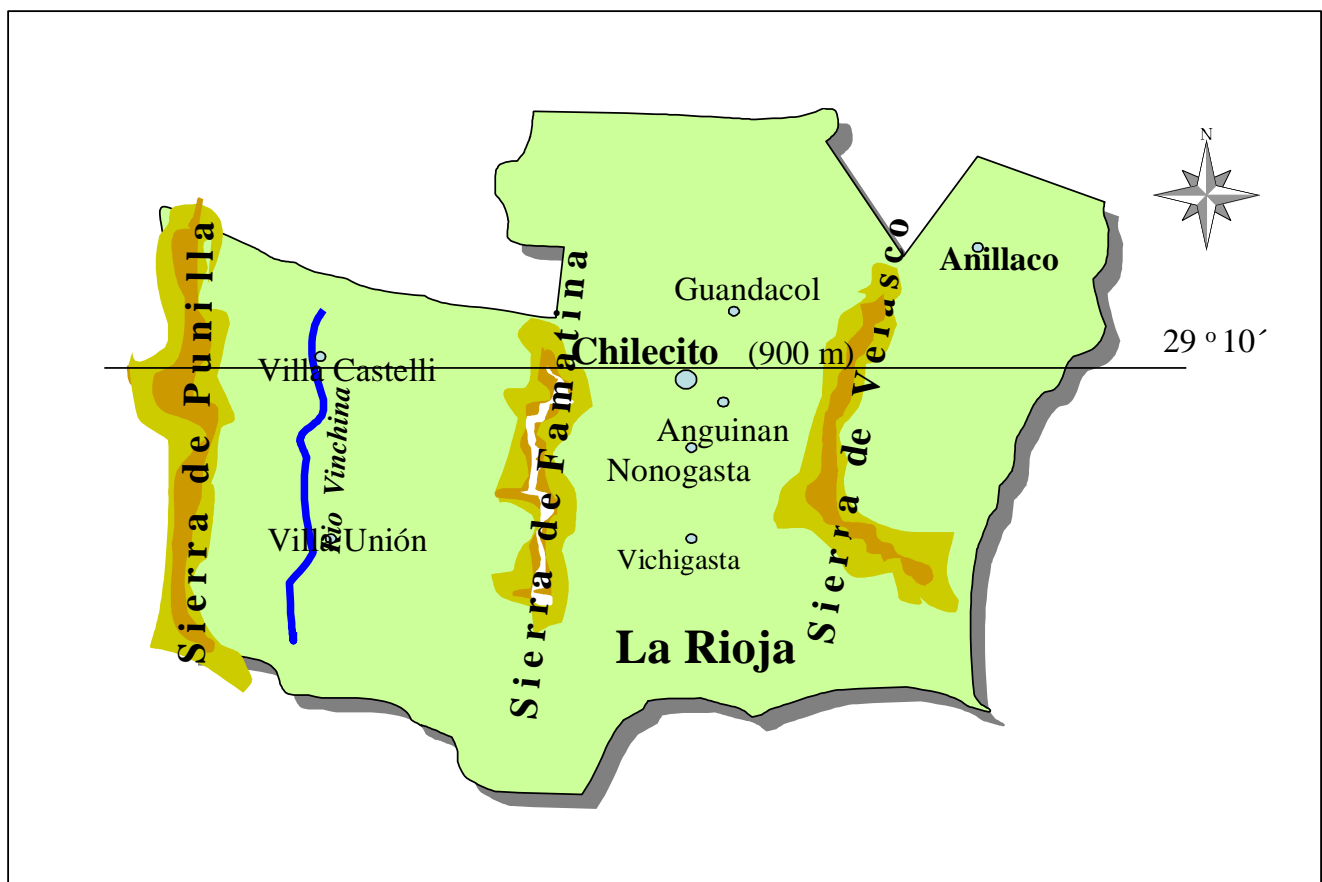 N
Anillaco
Guandacol
29 º 10´
Chilecito (900 m)
Villa Castelli
Anguinan
Nonogasta
Villa Unión
Vichigasta
La Rioja
Sierra de Punilla
Rio Vinchina
Sierra de Famatina
Sierra de Velasco